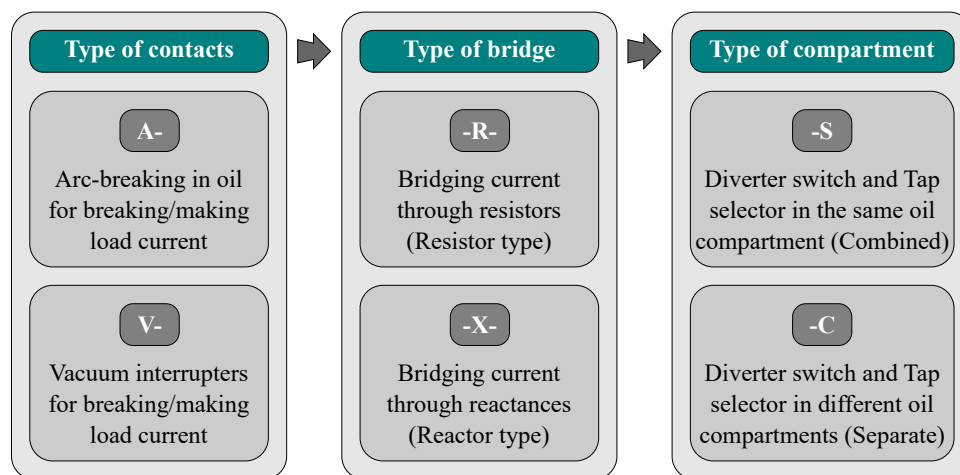 Type of contacts
A-
Arc-breaking in oil
for breaking/making
load current
V-
Vacuum interrupters
for breaking/making
load current
Type of bridge
-R-
Bridging current
through resistors
(Resistor type)
-X-
Bridging current
through reactances
(Reactor type)
Type of compartment
-S
Diverter switch and Tap
selector in the same oil
compartment (Combined)
-C
Diverter switch and Tap
selector in different oil
compartments (Separate)